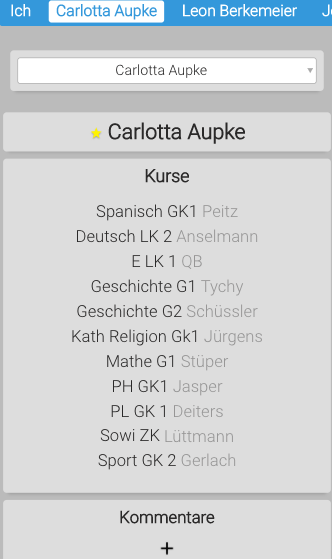 Ich Carlotta Aupke Leon Berkemeier
Carlotta Aupke
Carlotta Aupke
Kurse
Spanisch GK1 Peitz
Deutsch LK 2 Anselmann
E LK 1 QB
Geschichte G1 Tychy
Geschichte G2 Schüssler
Kath Religion Gk1 Jürgens
Mathe G1 Stüper
PH GK1 Jasper
PL GK 1 Deiters
Sowi ZK Lüttmann
Sport GK 2 Gerlach
Kommentare
+